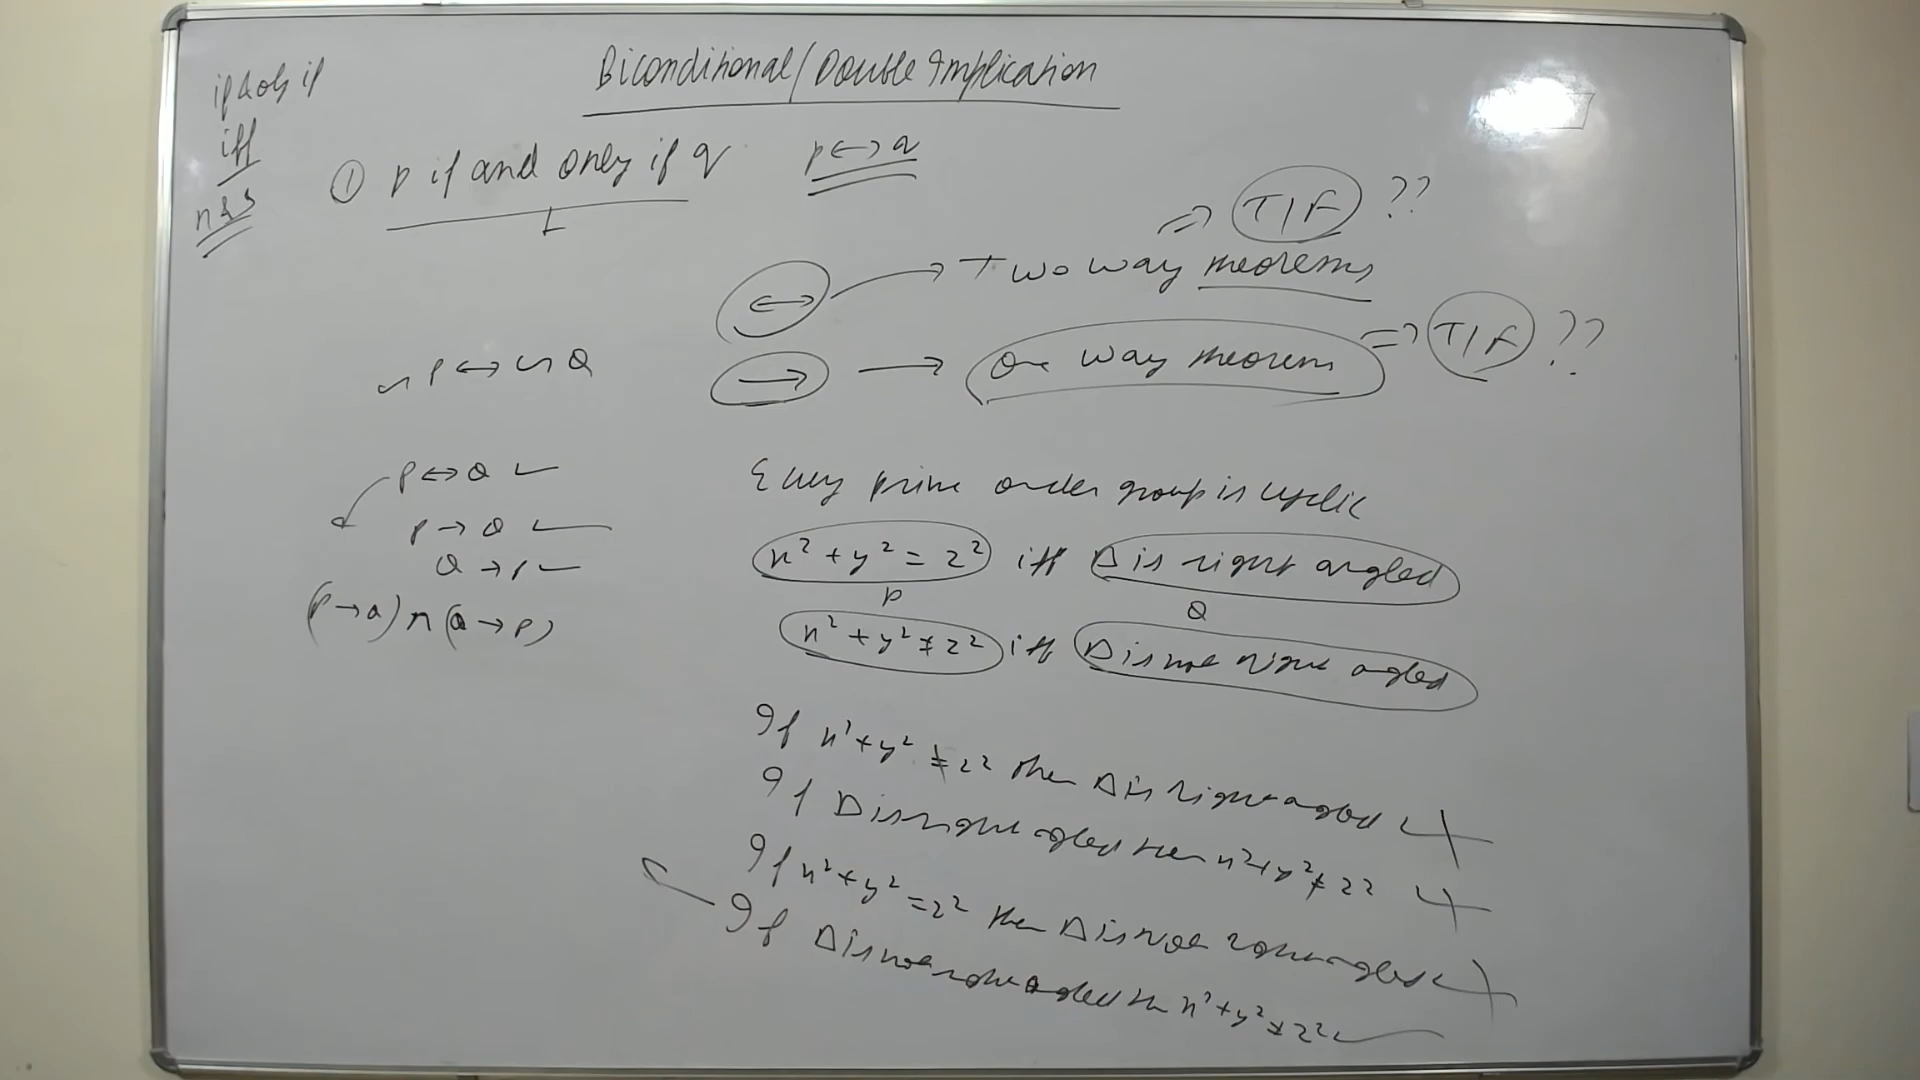 Biconditional/Double Implication
if & oly if
iff
n & s
① p if and only if q p ↔ q
⇒ T/F ??
↔ → Two way theorems
→ → One way theorem ⇒ T/F ??
~P ↔ ~Q
P ↔ Q ✓
P → Q ✓
Q → P ✓
(P → Q) ∧ (Q → P)
Every prime order group is cyclic
x² + y² = z² iff Δ is right angled
P Q
x² + y² ≠ z² iff Δ is not right angled
If x² + y² ≠ z² then Δ is right angled ✗
If Δ is right angled then x² + y² ≠ z² ✗
If x² + y² = z² then Δ is not right angled ✗
If Δ is not right angled then x² + y² ≠ z² ✓